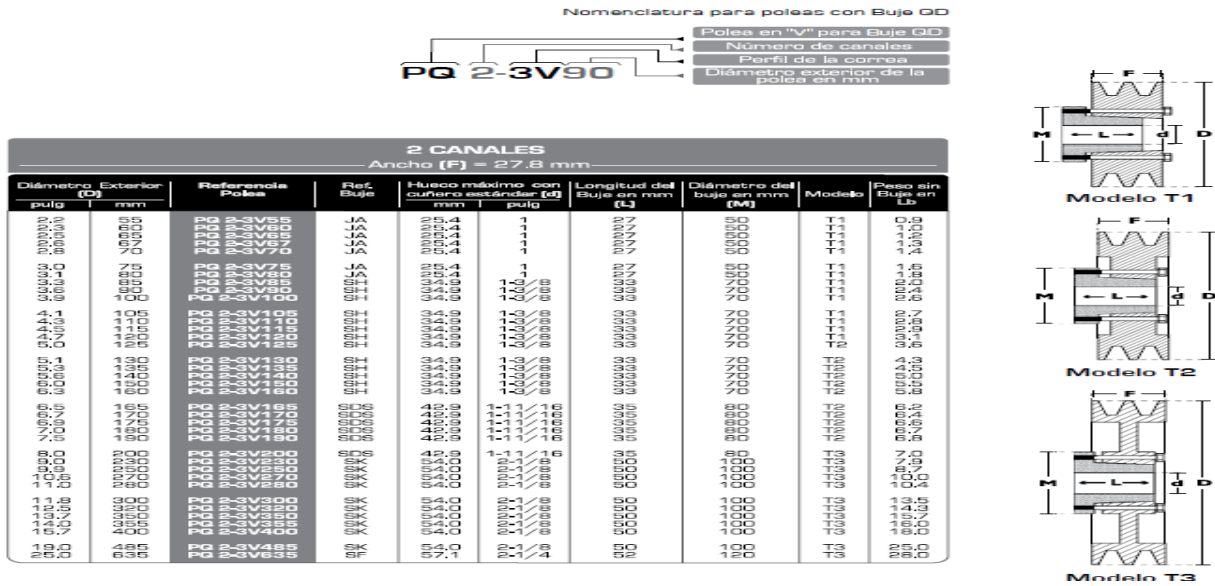 Nomenclatura para poleas con Buje QD
Polea en "V" para Buje QD
Número de canales
Perfil de la correa
Diámetro exterior de la
polea en mm
PQ 2-3V90
2 CANALES
Ancho (F) = 27.8 mm
Diámetro Exterior (D) Referencia Polea Ref. Buje Hueco máximo con cuñero estándar (d) Longitud del Buje en mm (L) Diámetro del buje en mm (M) Modelo Peso sin Buje en Lb
pulg mm mm pulg
2.2 55 PQ 2-3V55 JA 25.4 1 27 50 T1 0.9
2.3 60 PQ 2-3V60 JA 25.4 1 27 50 T1 1.0
2.5 65 PQ 2-3V65 JA 25.4 1 27 50 T1 1.2
2.6 67 PQ 2-3V67 JA 25.4 1 27 50 T1 1.3
2.8 70 PQ 2-3V70 JA 25.4 1 27 50 T1 1.4
3.0 75 PQ 2-3V75 JA 25.4 1 27 50 T1 1.6
3.1 80 PQ 2-3V80 JA 25.4 1 27 50 T1 1.8
3.3 85 PQ 2-3V85 SH 34.9 1-3/8 33 70 T1 2.0
3.6 90 PQ 2-3V90 SH 34.9 1-3/8 33 70 T1 2.4
3.9 100 PQ 2-3V100 SH 34.9 1-3/8 33 70 T1 2.6
4.1 105 PQ 2-3V105 SH 34.9 1-3/8 33 70 T1 2.7
4.3 110 PQ 2-3V110 SH 34.9 1-3/8 33 70 T1 2.8
4.5 115 PQ 2-3V115 SH 34.9 1-3/8 33 70 T1 2.9
4.7 120 PQ 2-3V120 SH 34.9 1-3/8 33 70 T1 3.1
5.0 125 PQ 2-3V125 SH 34.9 1-3/8 33 70 T2 3.6
5.1 130 PQ 2-3V130 SH 34.9 1-3/8 33 70 T2 4.3
5.3 135 PQ 2-3V135 SH 34.9 1-3/8 33 70 T2 4.5
5.6 140 PQ 2-3V140 SH 34.9 1-3/8 33 70 T2 5.0
6.0 150 PQ 2-3V150 SH 34.9 1-3/8 33 70 T2 5.5
6.3 160 PQ 2-3V160 SH 34.9 1-3/8 33 70 T2 5.8
6.5 165 PQ 2-3V165 SDS 42.9 1-11/16 35 80 T2 6.2
6.7 170 PQ 2-3V170 SDS 42.9 1-11/16 35 80 T2 6.4
6.9 175 PQ 2-3V175 SDS 42.9 1-11/16 35 80 T2 6.6
7.0 180 PQ 2-3V180 SDS 42.9 1-11/16 35 80 T2 6.7
7.5 190 PQ 2-3V190 SDS 42.9 1-11/16 35 80 T2 6.8
8.0 200 PQ 2-3V200 SDS 42.9 1-11/16 35 80 T3 7.0
9.0 230 PQ 2-3V230 SK 54.0 2-1/8 50 100 T3 7.9
9.9 250 PQ 2-3V250 SK 54.0 2-1/8 50 100 T3 8.7
10.6 270 PQ 2-3V270 SK 54.0 2-1/8 50 100 T3 10.0
11.0 280 PQ 2-3V280 SK 54.0 2-1/8 50 100 T3 10.4
11.8 300 PQ 2-3V300 SK 54.0 2-1/8 50 100 T3 13.5
12.5 320 PQ 2-3V320 SK 54.0 2-1/8 50 100 T3 14.3
13.7 350 PQ 2-3V350 SK 54.0 2-1/8 50 100 T3 15.7
14.0 355 PQ 2-3V355 SK 54.0 2-1/8 50 100 T3 16.0
15.7 400 PQ 2-3V400 SK 54.0 2-1/8 50 100 T3 18.0
19.0 485 PQ 2-3V485 SK 54.0 2-1/8 50 100 T3 25.0
25.0 635 PQ 2-3V635 SF 57.1 2-1/4 52 120 T3 28.0
F
M L d D
Modelo T1
F
M L d D
Modelo T2
F
M L d D
Modelo T3